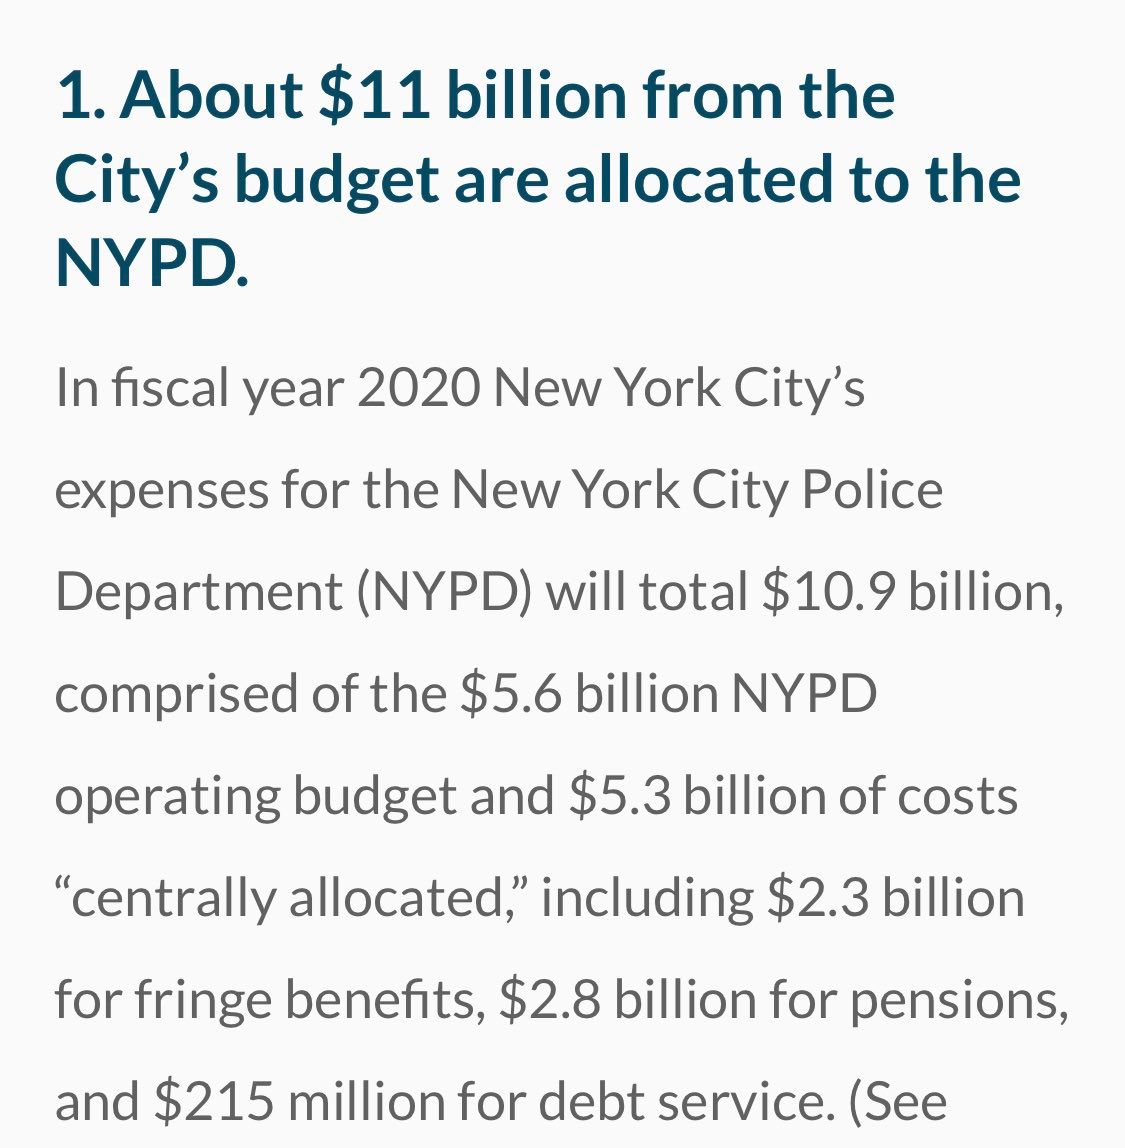 1. About $11 billion from the
City’s budget are allocated to the
NYPD.
In fiscal year 2020 New York City’s
expenses for the New York City Police
Department (NYPD) will total $10.9 billion,
comprised of the $5.6 billion NYPD
operating budget and $5.3 billion of costs
“centrally allocated,” including $2.3 billion
for fringe benefits, $2.8 billion for pensions,
and $215 million for debt service. (See